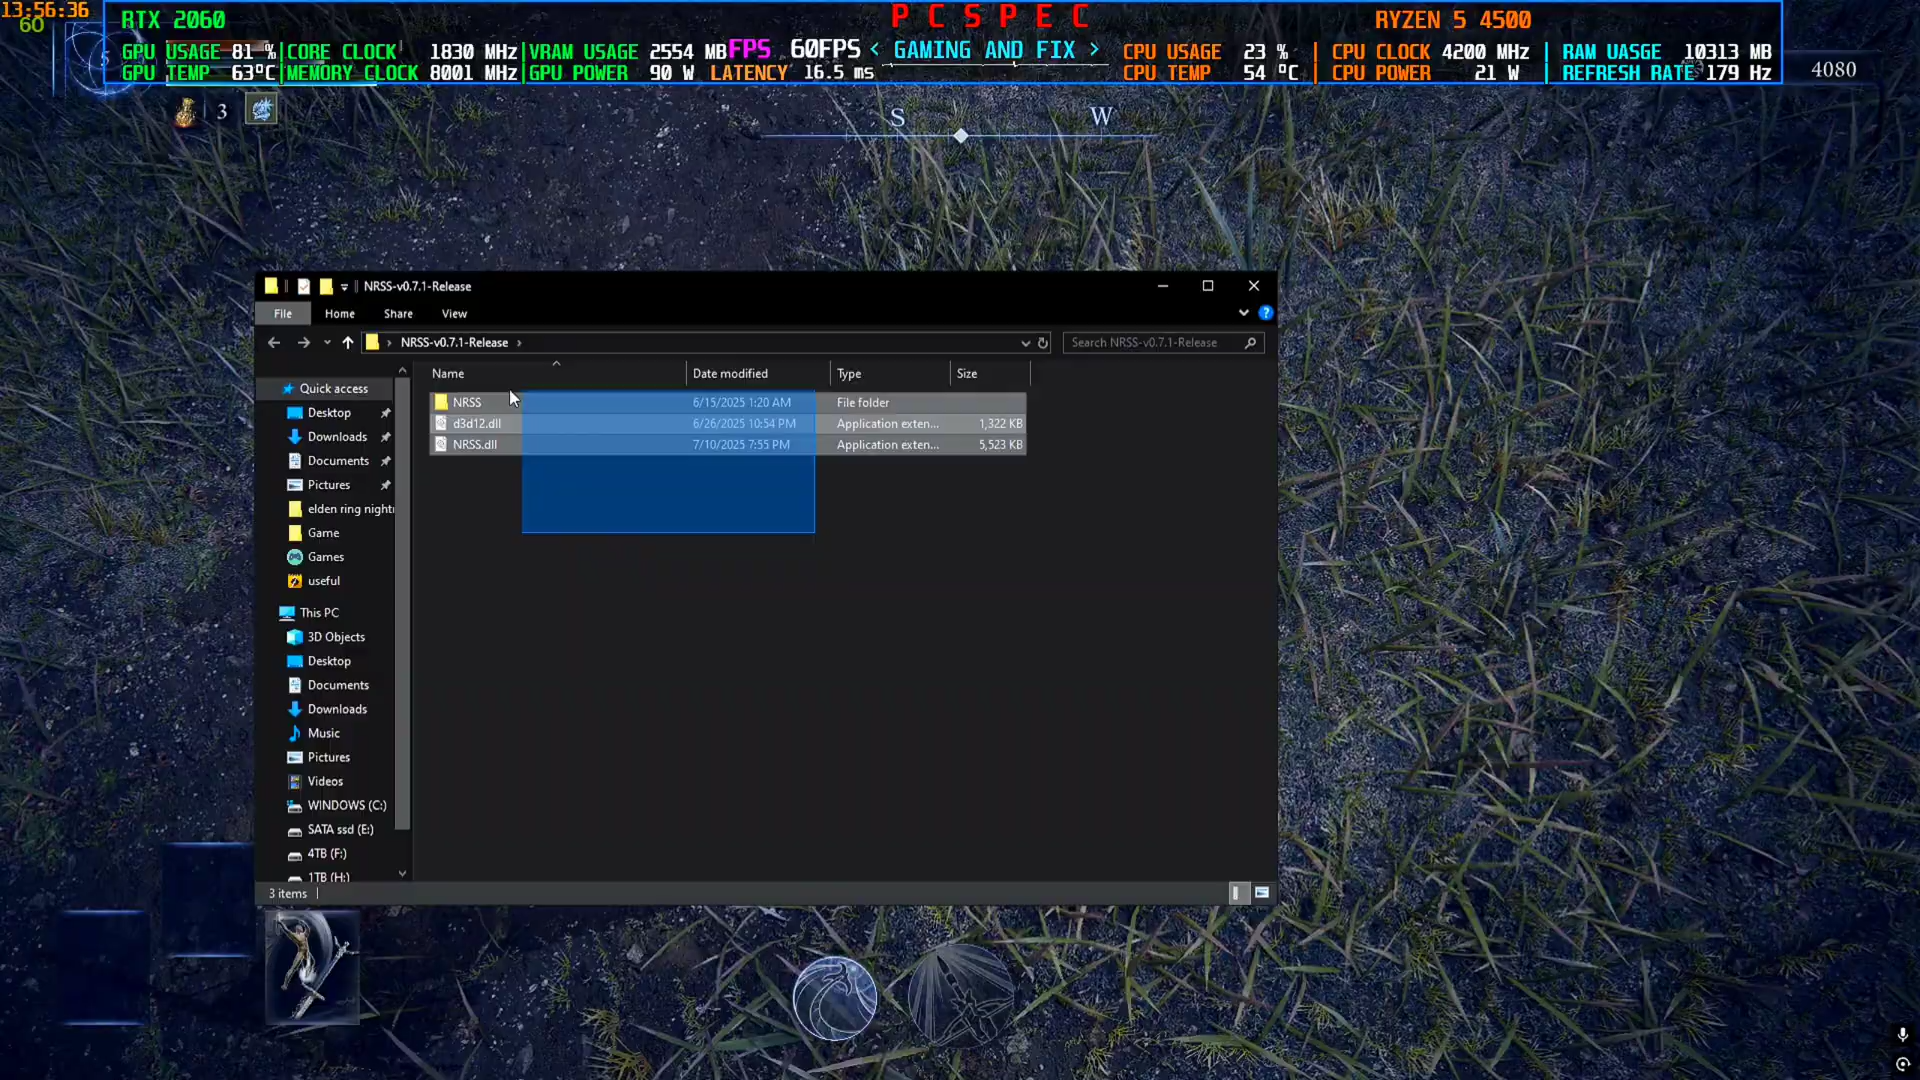 13:56:36
60
RTX 2060
P C S P E C
RYZEN 5 4500
GPU USAGE 81 % | CORE CLOCK 1830 MHz | VRAM USAGE 2554 MB FPS 60FPS < GAMING AND FIX > CPU USAGE 23 % | CPU CLOCK 4200 MHz | RAM UASGE 10313 MB
GPU TEMP 63°C | MEMORY CLOCK 8001 MHz | GPU POWER 90 W LATENCY 16.5 ms CPU TEMP 54 °C | CPU POWER 21 W | REFRESH RATE 179 Hz
4080
5
3
S W
NRSS-v0.7.1-Release
File Home Share View
NRSS-v0.7.1-Release
Search NRSS-v0.7.1-Release
Name Date modified Type Size
NRSS 6/15/2025 1:20 AM File folder
d3d12.dll 6/26/2025 10:54 PM Application exten... 1,322 KB
NRSS.dll 7/10/2025 7:55 PM Application exten... 5,523 KB
Quick access
Desktop
Downloads
Documents
Pictures
elden ring night
Game
Games
useful
This PC
3D Objects
Desktop
Documents
Downloads
Music
Pictures
Videos
WINDOWS (C:)
SATA ssd (E:)
4TB (F:)
1TB (H:)
3 items